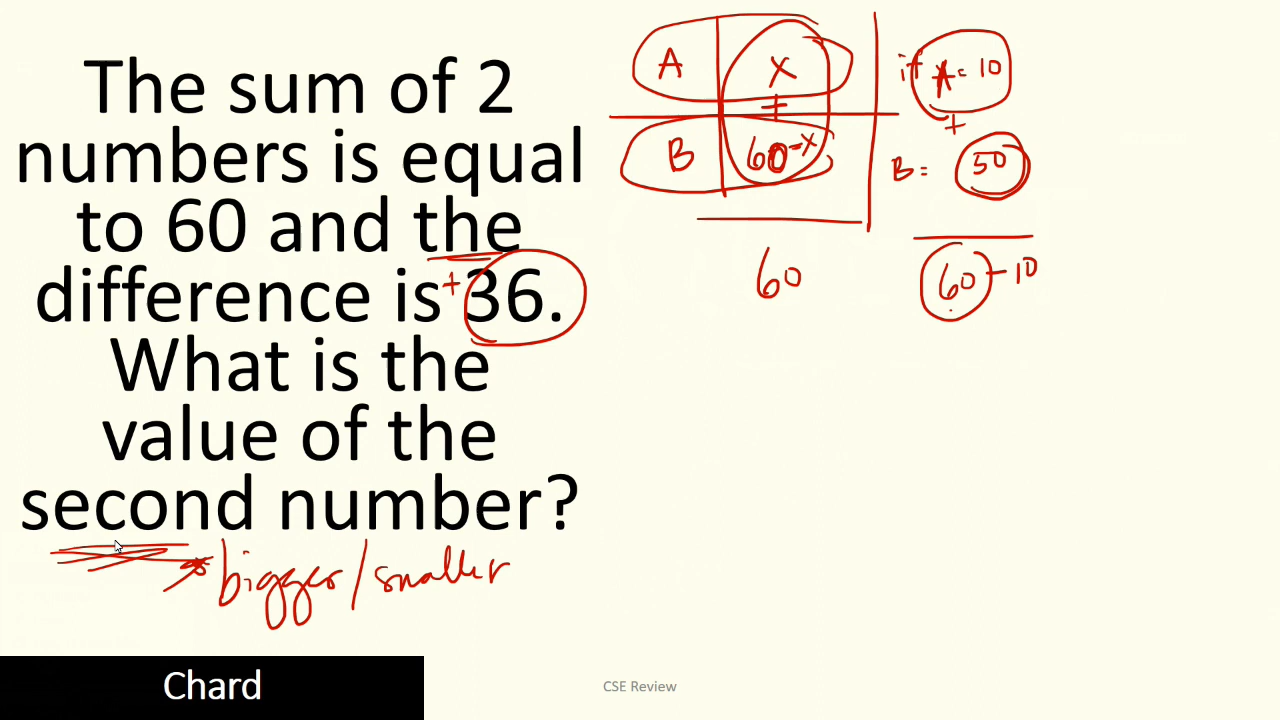 The sum of 2
numbers is equal
to 60 and the
difference is +36.
What is the
value of the
second number?
bigger/smaller
A x
+
B 60-x
60
if A = 10
+
B = 50
60 - 10
Chard
CSE Review